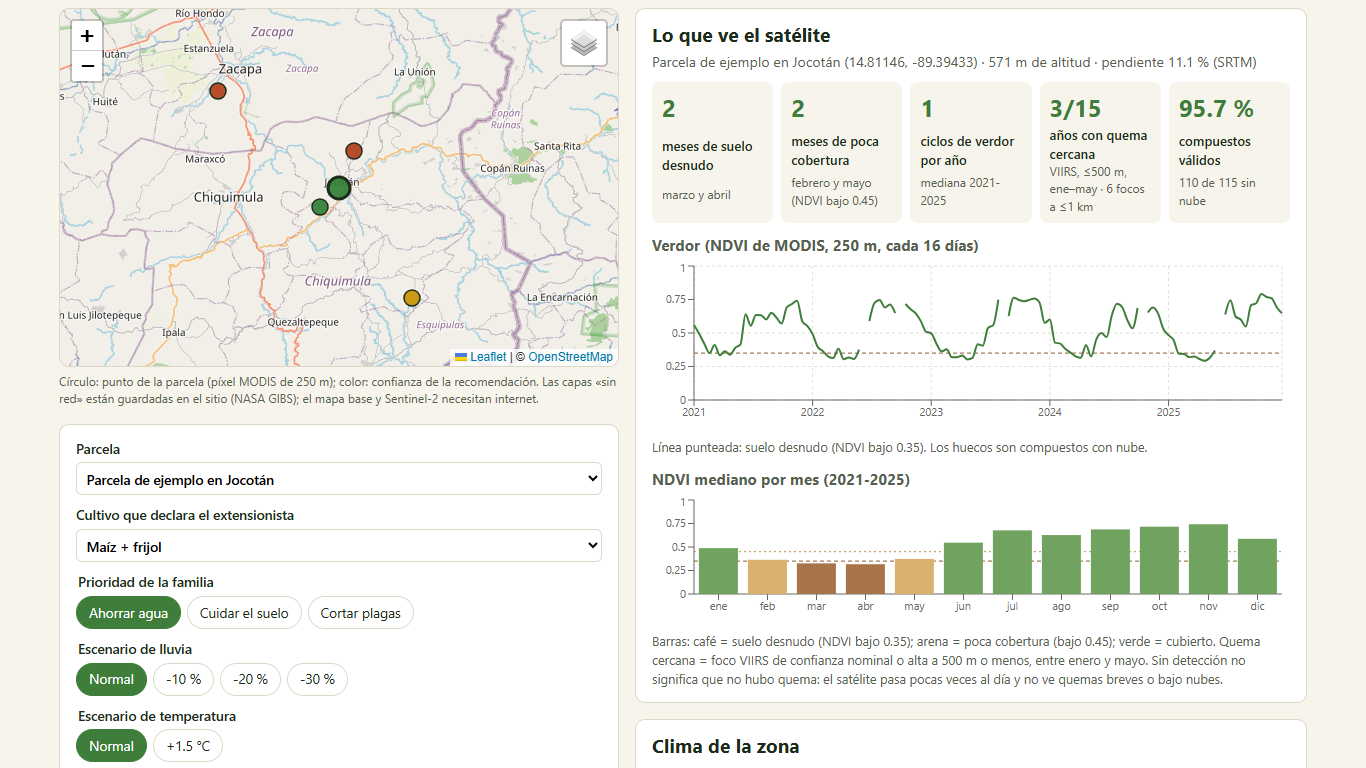 Río Hondo
Zacapa
Estanzuela
Zacapa
Zacapa
La Unión
Huité
Copán
Ruinas
Santa Rita
Maraxcó
Copán Ruinas
Chiquimula
Chiquimula
La Encarnación
n Luis Jilotepeque
Quezaltepeque
Esquipulas
Ipala
+
−
Leaflet | © OpenStreetMap
Círculo: punto de la parcela (píxel MODIS de 250 m); color: confianza de la recomendación. Las capas «sin
red» están guardadas en el sitio (NASA GIBS); el mapa base y Sentinel-2 necesitan internet.
Parcela
Parcela de ejemplo en Jocotán
Cultivo que declara el extensionista
Maíz + frijol
Prioridad de la familia
Ahorrar agua
Cuidar el suelo
Cortar plagas
Escenario de lluvia
Normal
-10 %
-20 %
-30 %
Escenario de temperatura
Normal
+1.5 °C
Lo que ve el satélite
Parcela de ejemplo en Jocotán (14.81146, -89.39433) · 571 m de altitud · pendiente 11.1 % (SRTM)
2
meses de suelo
desnudo
marzo y abril
2
meses de poca
cobertura
febrero y mayo
(NDVI bajo 0.45)
1
ciclos de verdor
por año
mediana 2021-
2025
3/15
años con quema
cercana
VIIRS, ≤500 m,
ene–may · 6 focos
a ≤1 km
95.7 %
compuestos
válidos
110 de 115 sin
nube
Verdor (NDVI de MODIS, 250 m, cada 16 días)
1
0.75
0.5
0.25
0
2021 2022 2023 2024 2025
Línea punteada: suelo desnudo (NDVI bajo 0.35). Los huecos son compuestos con nube.
NDVI mediano por mes (2021-2025)
1
0.75
0.5
0.25
0
ene feb mar abr may jun jul ago sep oct nov dic
Barras: café = suelo desnudo (NDVI bajo 0.35); arena = poca cobertura (bajo 0.45); verde = cubierto. Quema
cercana = foco VIIRS de confianza nominal o alta a 500 m o menos, entre enero y mayo. Sin detección no
significa que no hubo quema: el satélite pasa pocas veces al día y no ve quemas breves o bajo nubes.
Clima de la zona